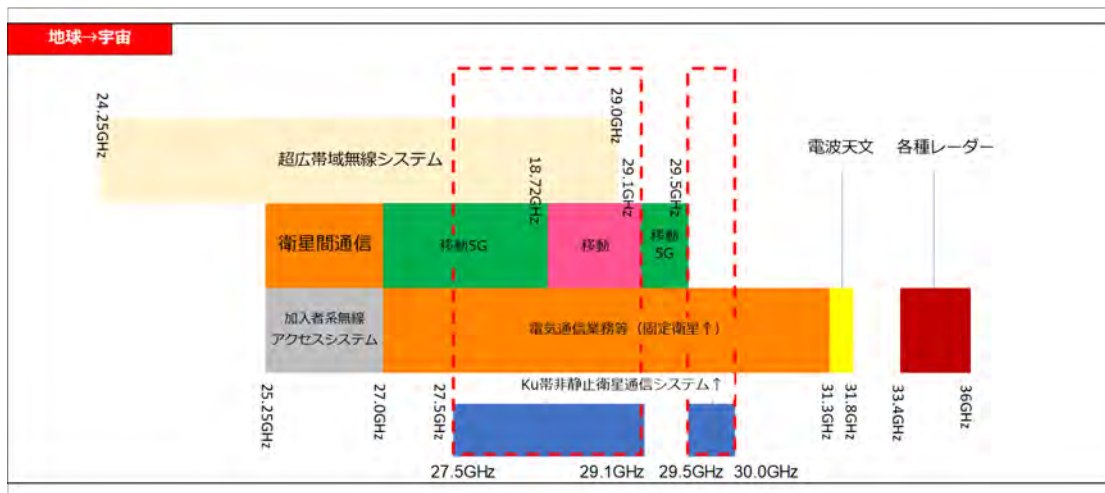 地球→宇宙
24.25GHz
29.0GHz
超広帯域無線システム
18.72GHz
29.1GHz
29.5GHz
電波天文
各種レーダー
衛星間通信
移動5G
移動
移動
5G
加入者系無線
アクセスシステム
電気通信業務等(固定衛星↑)
Ku帯非静止衛星通信システム↑
25.25GHz
27.0GHz
27.5GHz
31.3GHz
31.8GHz
33.4GHz
36GHz
27.5GHz
29.1GHz
29.5GHz
30.0GHz